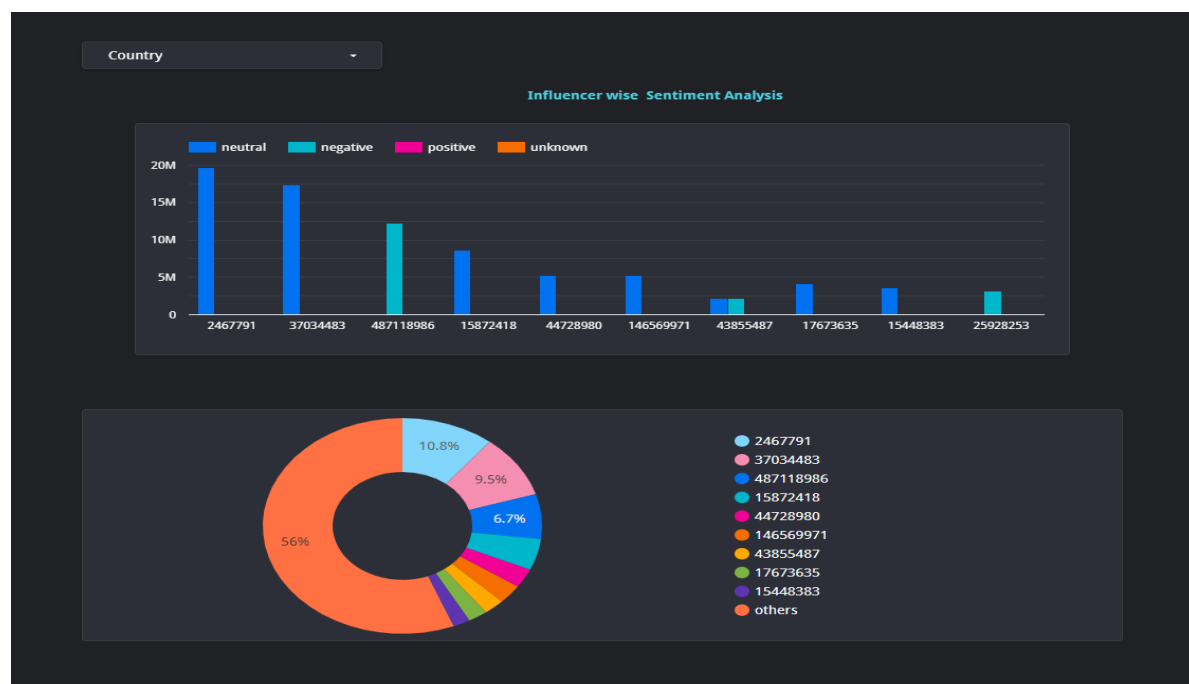 Country
Influencer wise Sentiment Analysis
neutral negative positive unknown
20M
15M
10M
5M
0
2467791 37034483 487118986 15872418 44728980 146569971 43855487 17673635 15448383 25928253
10.8%
9.5%
6.7%
56%
2467791
37034483
487118986
15872418
44728980
146569971
43855487
17673635
15448383
others